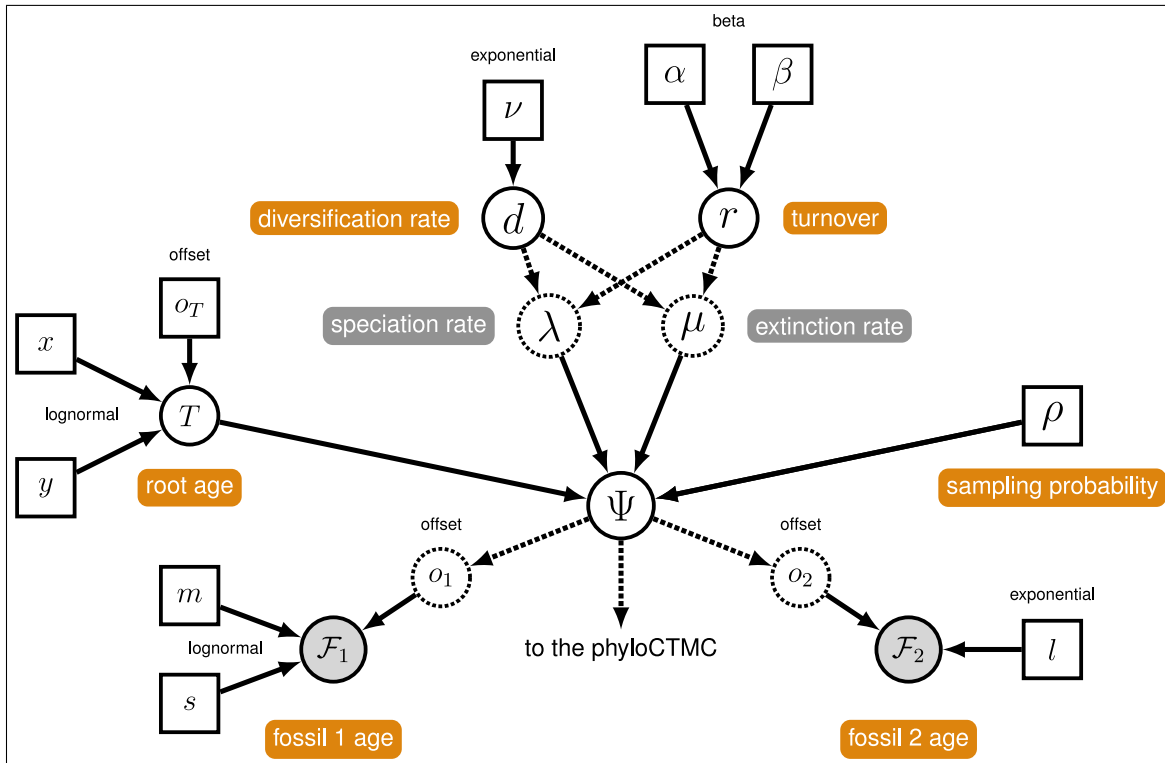 beta
exponential
α
β
ν
diversification rate
d
r
turnover
offset
o_T
speciation rate
λ
μ
extinction rate
x
lognormal
T
ρ
y
root age
sampling probability
Ψ
offset
offset
o_1
o_2
m
exponential
lognormal
F_1
to the phyloCTMC
F_2
l
s
fossil 1 age
fossil 2 age